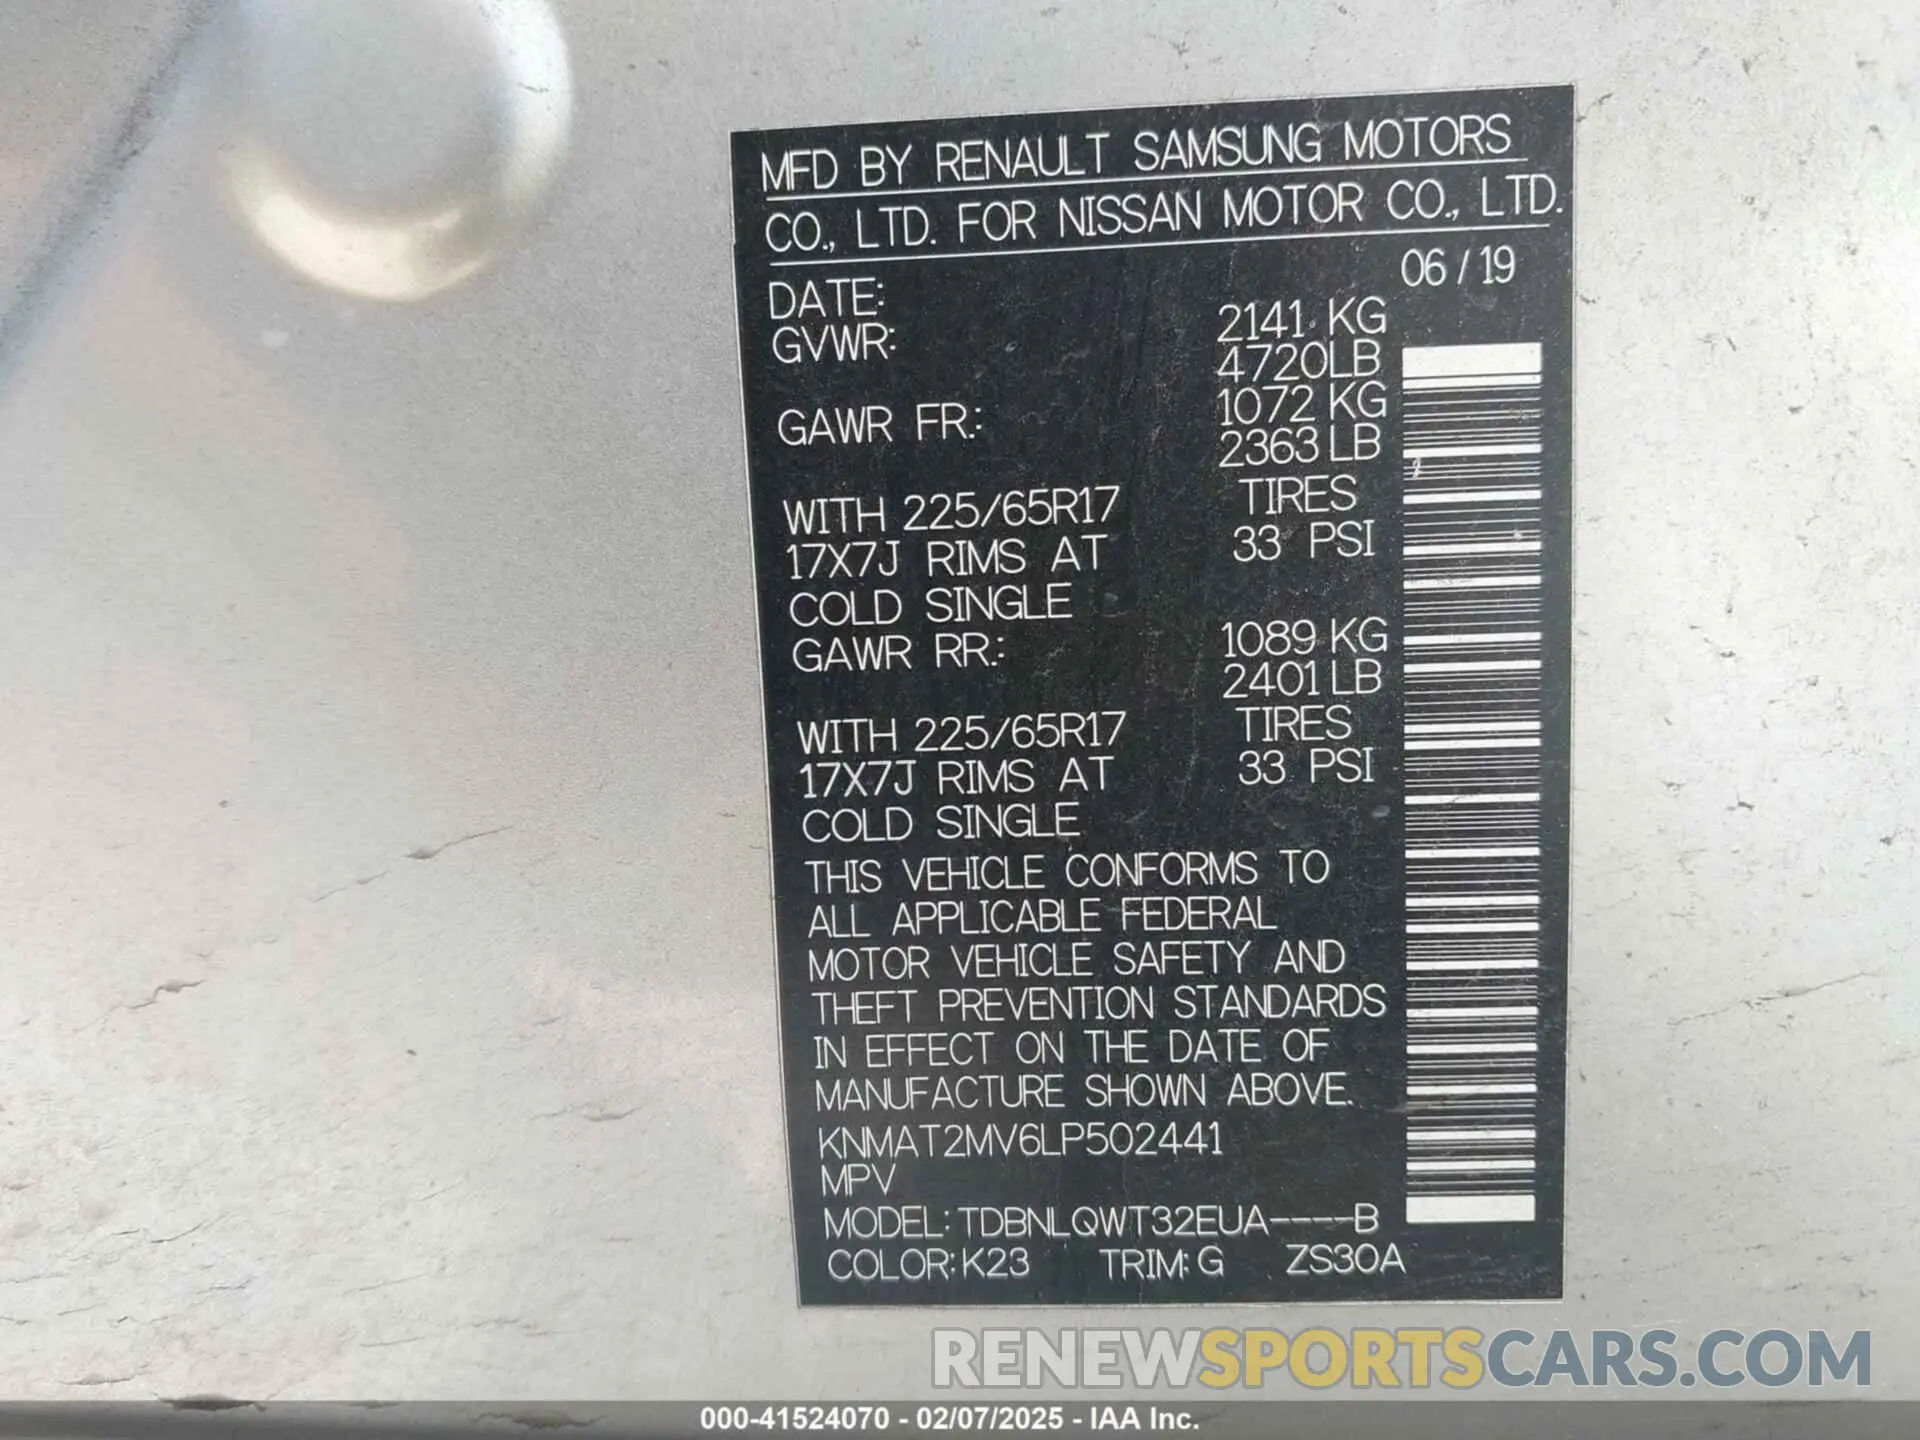 MFD BY RENAULT SAMSUNG MOTORS
CO., LTD. FOR NISSAN MOTOR CO., LTD.
DATE: 06 / 19
GVWR: 2141 KG
4720LB
GAWR FR.: 1072 KG
2363 LB
WITH 225/65R17 TIRES
17X7J RIMS AT 33 PSI
COLD SINGLE
GAWR RR.: 1089 KG
2401 LB
WITH 225/65R17 TIRES
17X7J RIMS AT 33 PSI
COLD SINGLE
THIS VEHICLE CONFORMS TO
ALL APPLICABLE FEDERAL
MOTOR VEHICLE SAFETY AND
THEFT PREVENTION STANDARDS
IN EFFECT ON THE DATE OF
MANUFACTURE SHOWN ABOVE.
KNMAT2MV6LP502441
MPV
MODEL: TDBNLQWT32EUA----B
COLOR: K23 TRIM: G ZS30A
RENEWSPORTSCARS.COM
000-41524070 - 02/07/2025 - IAA Inc.